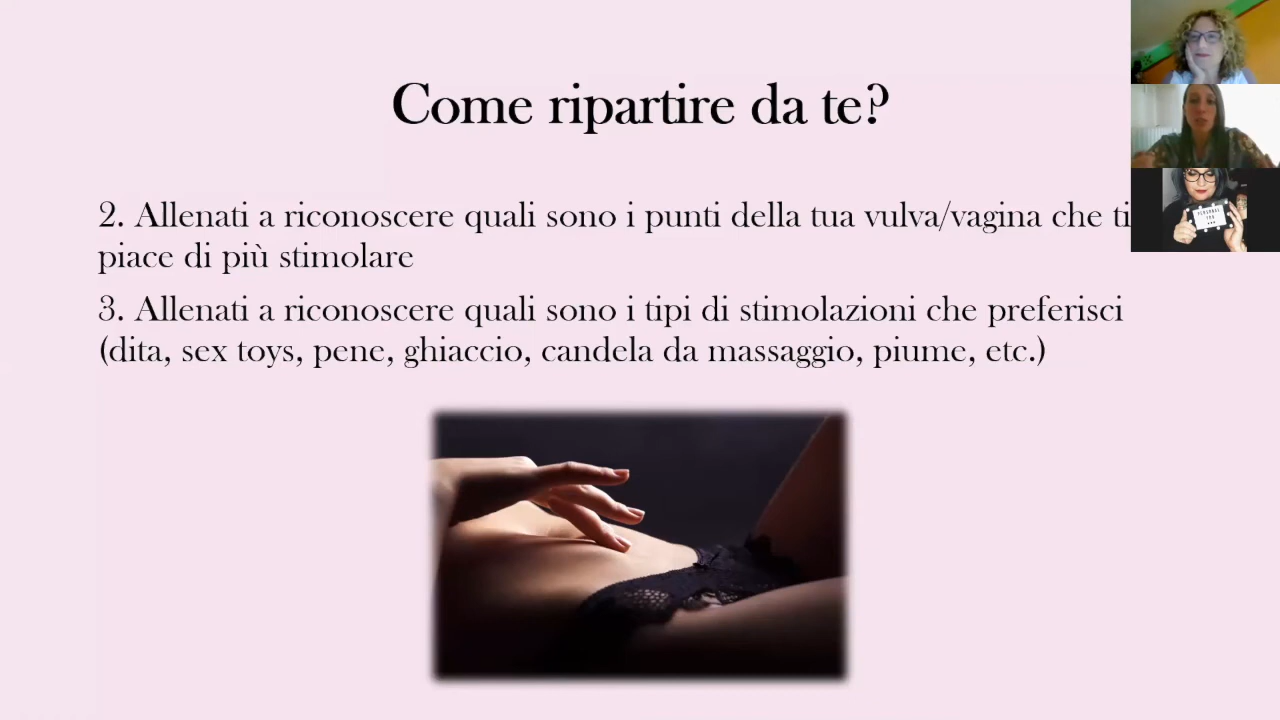 Come ripartire da te?
2. Allenati a riconoscere quali sono i punti della tua vulva/vagina che ti
piace di più stimolare
3. Allenati a riconoscere quali sono i tipi di stimolazioni che preferisci
(dita, sex toys, pene, ghiaccio, candela da massaggio, piume, etc.)